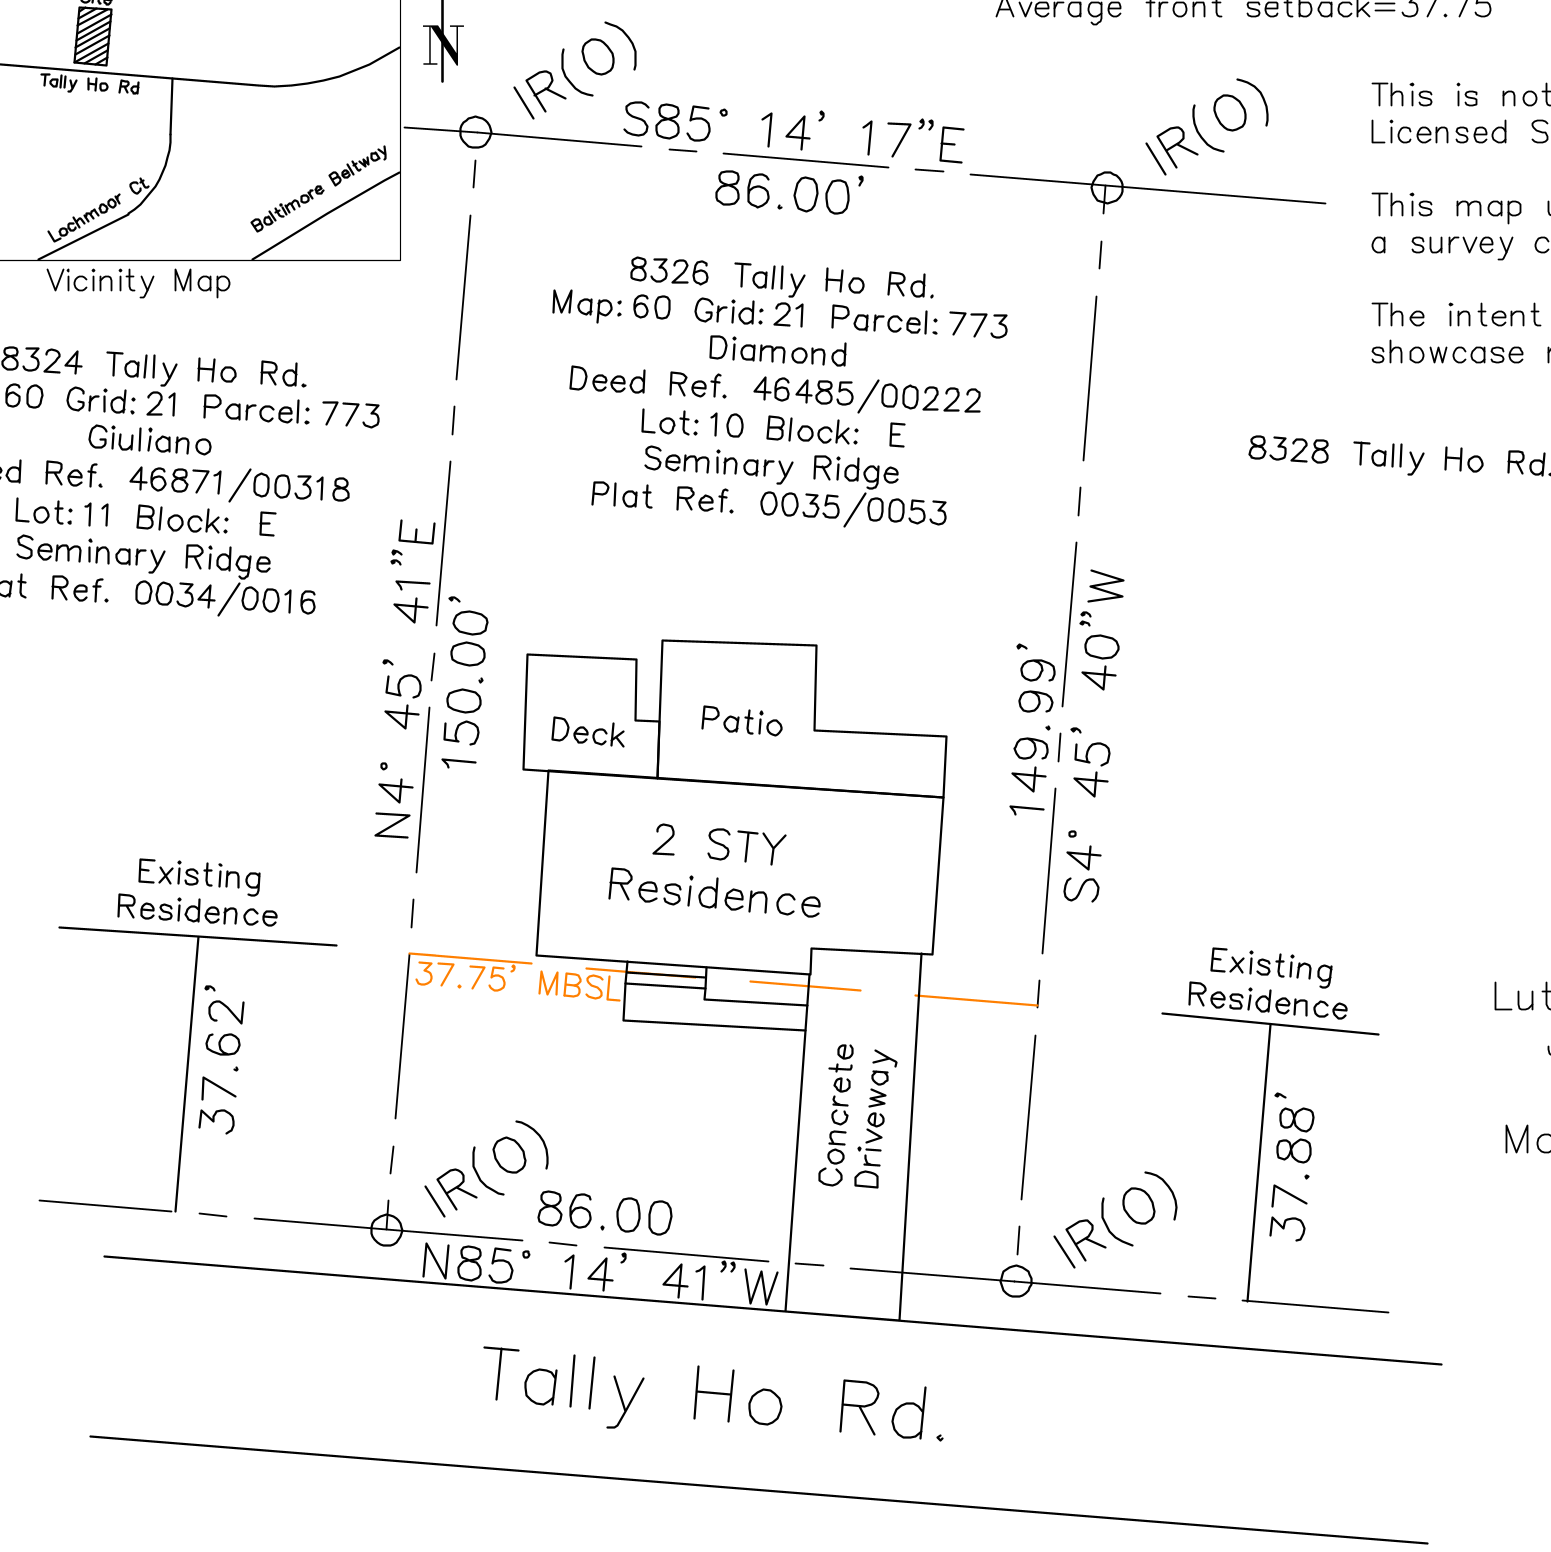 Average front setback=37.75
Site
Tally Ho Rd
Lochmoor Ct
Baltimore Beltway
Vicinity Map
N
IR(O)
S85° 14' 17"E
86.00'
IR(O)
This is not
Licensed S
This map u
a survey c
The intent
showcase
8326 Tally Ho Rd.
Map: 60 Grid: 21 Parcel: 773
Diamond
Deed Ref. 46485/00222
Lot: 10 Block: E
Seminary Ridge
Plat Ref. 0035/0053
8324 Tally Ho Rd.
60 Grid: 21 Parcel: 773
Giuliano
ed Ref. 46871/00318
Lot: 11 Block: E
Seminary Ridge
at Ref. 0034/0016
8328 Tally Ho Rd.
N4° 45' 41"E
150.00'
149.99'
S4° 45' 40"W
Deck
Patio
2 STY
Residence
Existing
Residence
37.62'
37.75' MBSL
Concrete
Driveway
Existing
Residence
37.88'
Lut
Mo
IR(O)
86.00
N85° 14' 41"W
IR(O)
Tally Ho Rd.